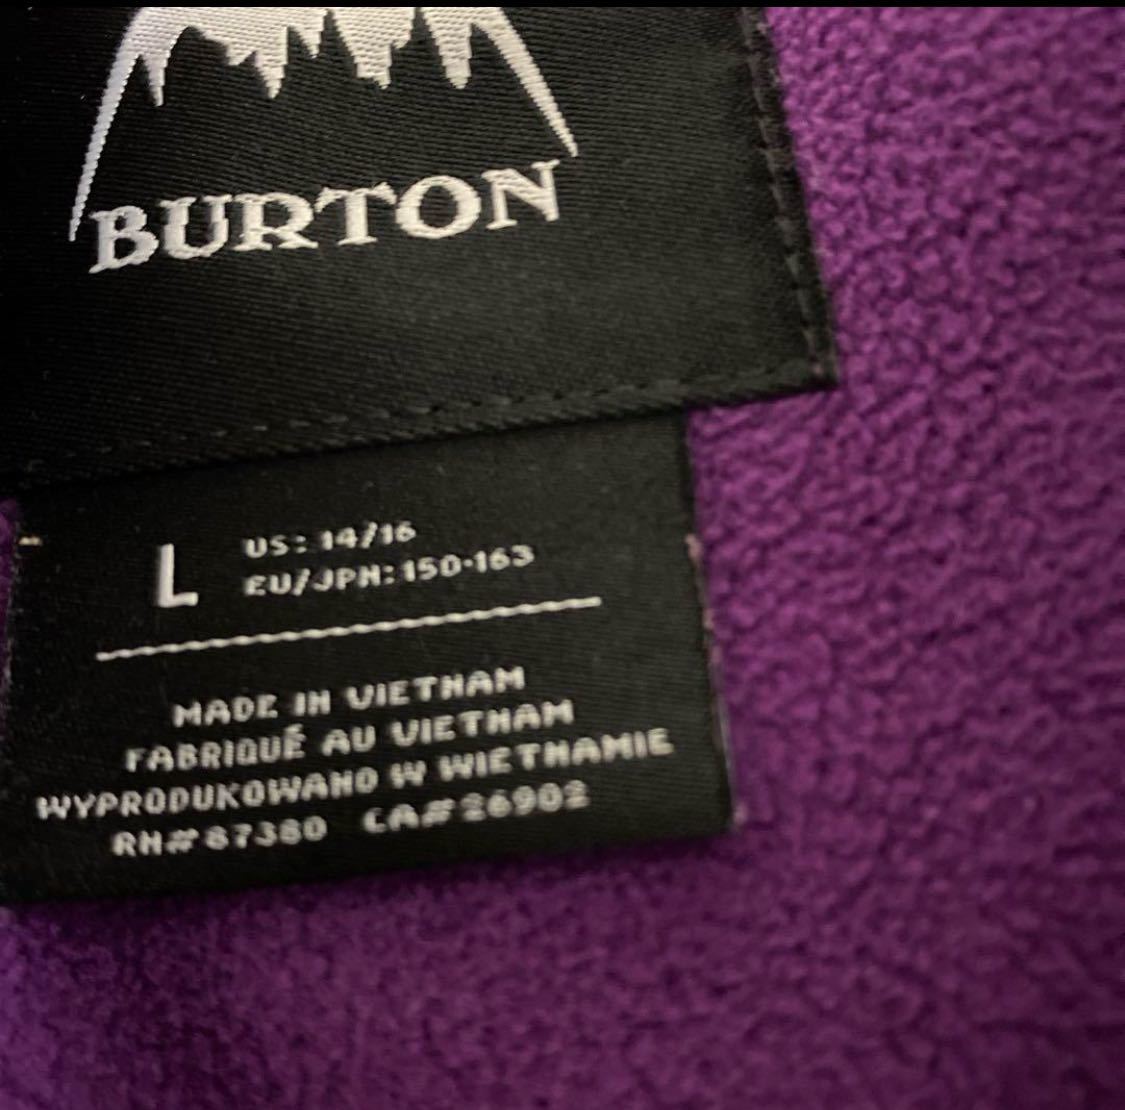 BURTON
L US: 14/16
EU/JPN: 150-163
MADE IN VIETNAM
FABRIQUÉ AU VIETNAM
WYPRODUKOWANO W WIETNAMIE
RN#87380 CA#26902